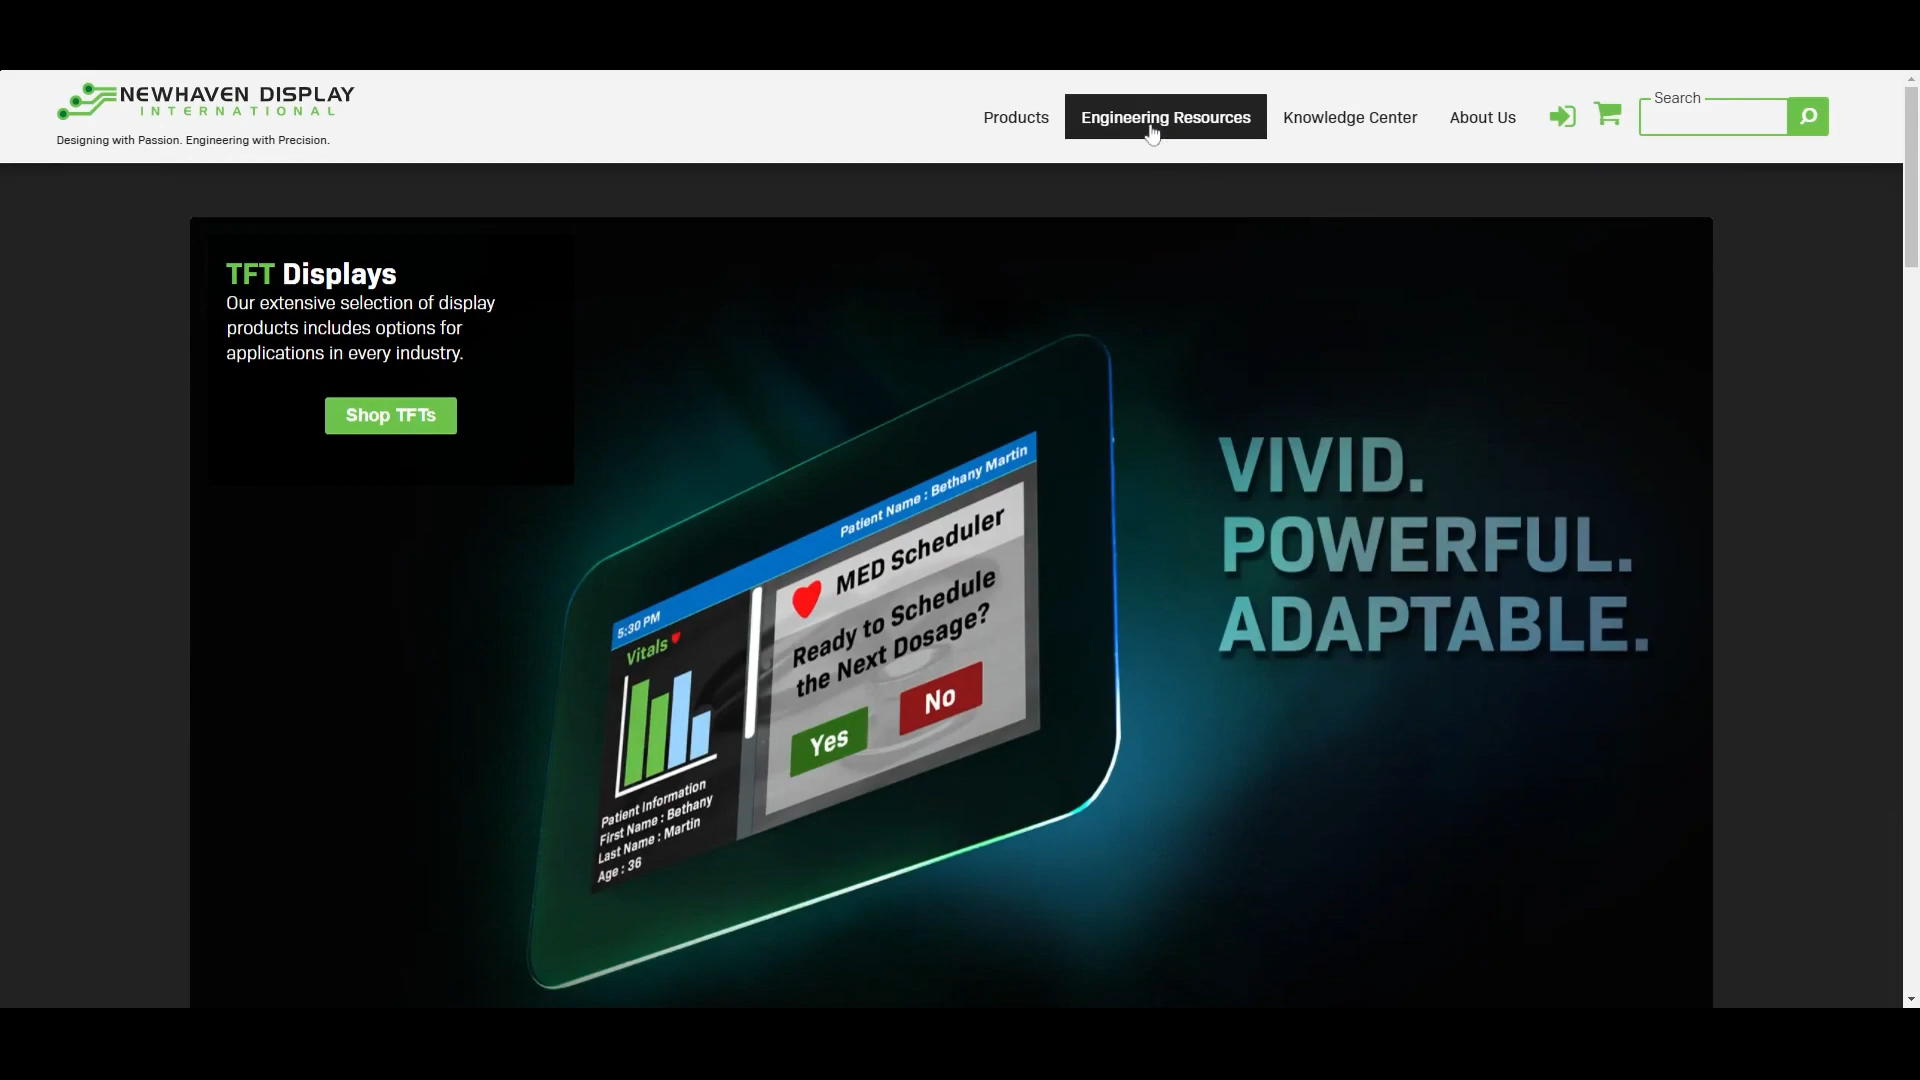 NEWHAVEN DISPLAY
INTERNATIONAL
Designing with Passion. Engineering with Precision.
Products
Engineering Resources
Knowledge Center
About Us
Search
TFT Displays
Our extensive selection of display
products includes options for
applications in every industry.
Shop TFTs
Patient Name : Bethany Martin
5:30 PM
Vitals
MED Scheduler
Ready to Schedule
the Next Dosage?
Yes
No
Patient Information
First Name : Bethany
Last Name : Martin
Age : 36
VIVID.
POWERFUL.
ADAPTABLE.